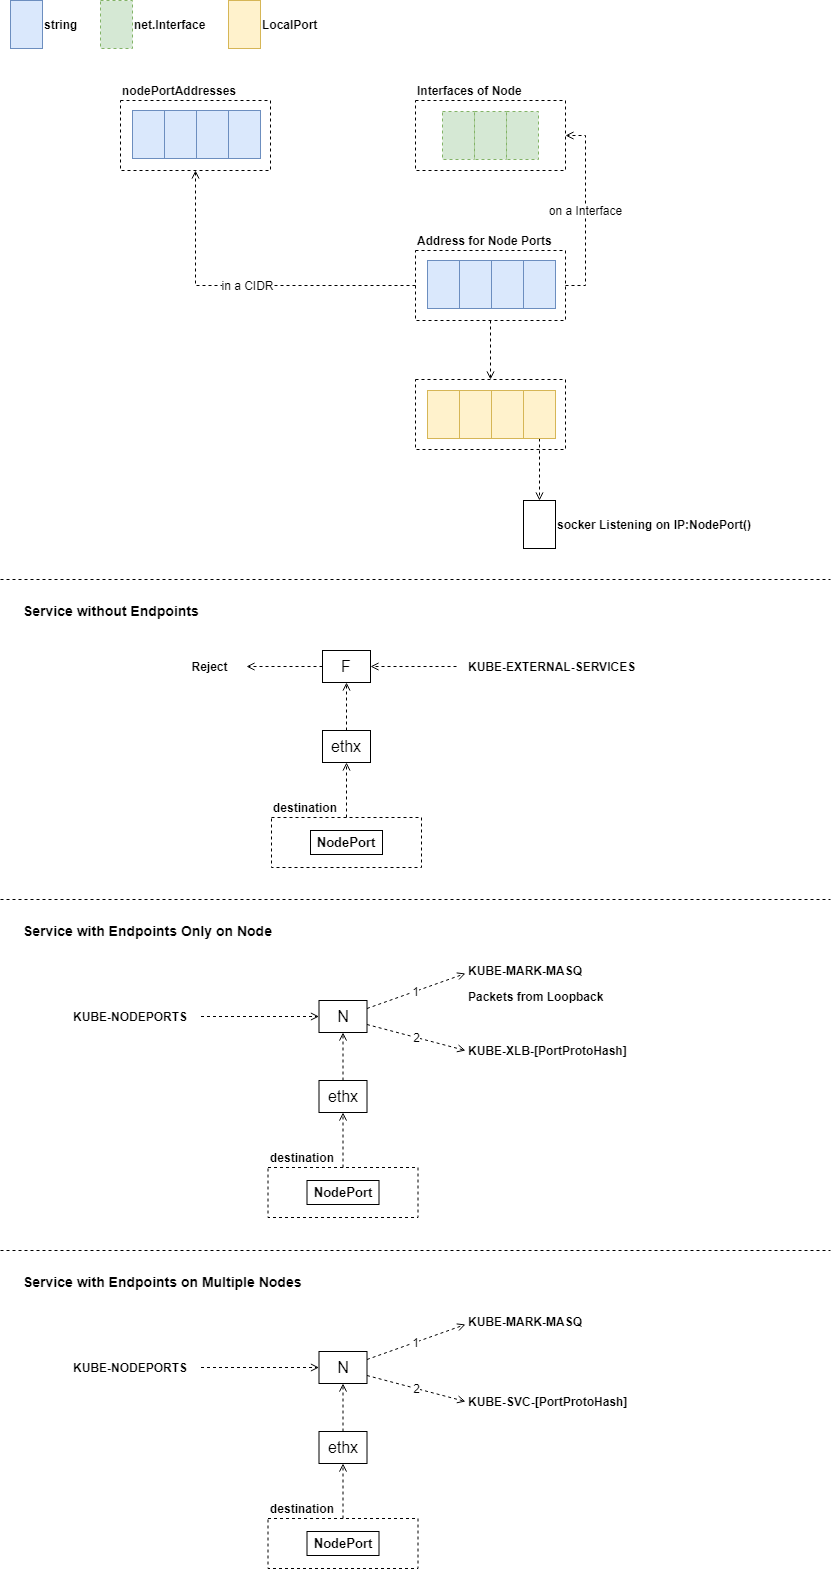 string
net.Interface
LocalPort
nodePortAddresses
Interfaces of Node
on a Interface
Address for Node Ports
in a CIDR
socker Listening on IP:NodePort()
Service without Endpoints
Reject
F
KUBE-EXTERNAL-SERVICES
ethx
destination
NodePort
Service with Endpoints Only on Node
KUBE-MARK-MASQ
1
Packets from Loopback
KUBE-NODEPORTS
N
2
KUBE-XLB-[PortProtoHash]
ethx
destination
NodePort
Service with Endpoints on Multiple Nodes
KUBE-MARK-MASQ
1
KUBE-NODEPORTS
N
2
KUBE-SVC-[PortProtoHash]
ethx
destination
NodePort